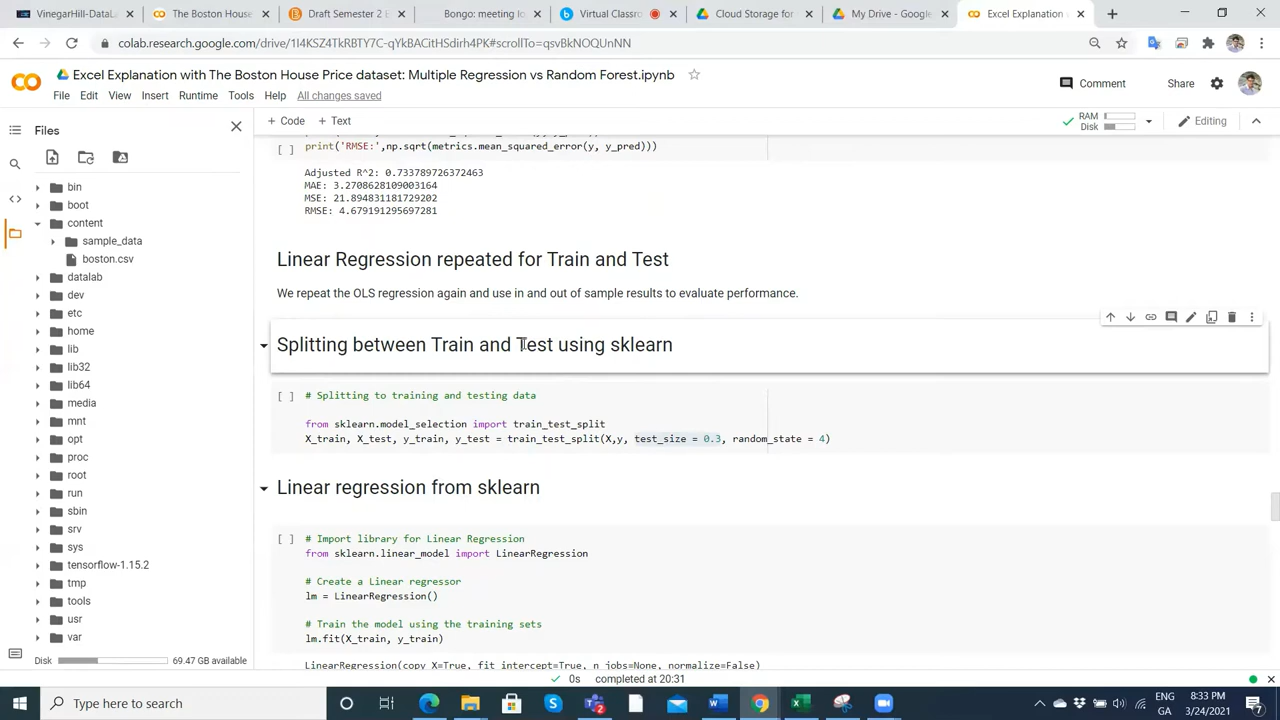 VinegarHill-DataLa
The Boston House
Draft Semester 2 E
Bongo: meeting lo
Virtual Classro
Cloud Storage for
My Drive - Google
Excel Explanation
colab.research.google.com/drive/1I4KSZ4TkRBTY7C-qYkBACitHSdirh4PK#scrollTo=qsvBkNOQUnNN
Excel Explanation with The Boston House Price dataset: Multiple Regression vs Random Forest.ipynb
Comment
Share
File Edit View Insert Runtime Tools Help All changes saved
Files
+ Code + Text
RAM
Disk
Editing
bin
boot
content
sample_data
boston.csv
datalab
dev
etc
home
lib
lib32
lib64
media
mnt
opt
proc
root
run
sbin
srv
sys
tensorflow-1.15.2
tmp
tools
usr
var
Disk 69.47 GB available
[ ] print('RMSE:',np.sqrt(metrics.mean_squared_error(y, y_pred)))
Adjusted R^2: 0.733789726372463
MAE: 3.2708628109003164
MSE: 21.894831181729202
RMSE: 4.679191295697281
Linear Regression repeated for Train and Test
We repeat the OLS regression again and use in and out of sample results to evaluate performance.
Splitting between Train and Test using sklearn
[ ] # Splitting to training and testing data
from sklearn.model_selection import train_test_split
X_train, X_test, y_train, y_test = train_test_split(X,y, test_size = 0.3, random_state = 4)
Linear regression from sklearn
[ ] # Import library for Linear Regression
from sklearn.linear_model import LinearRegression
# Create a Linear regressor
lm = LinearRegression()
# Train the model using the training sets
lm.fit(X_train, y_train)
LinearRegression(copy_X=True, fit_intercept=True, n_jobs=None, normalize=False)
0s completed at 20:31
Type here to search
ENG
GA
8:33 PM
3/24/2021